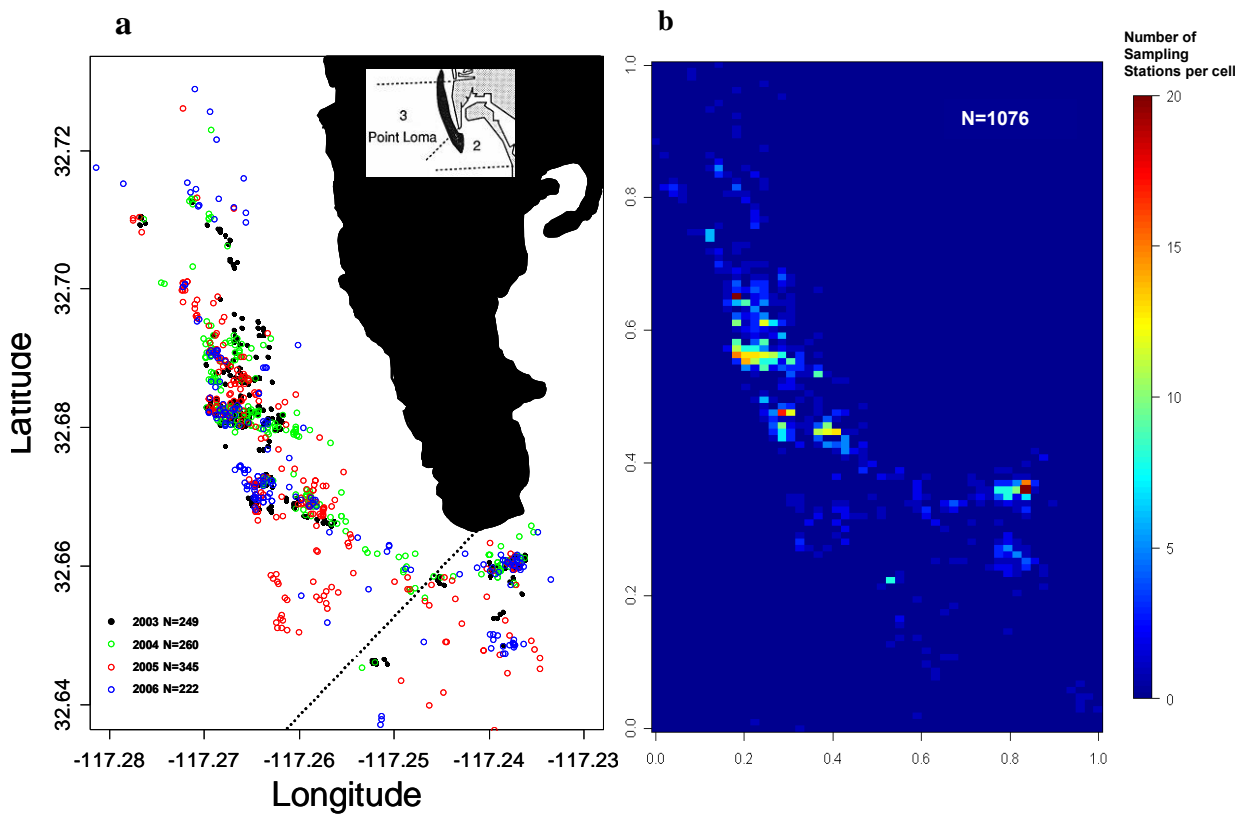 a
b
Number of
Sampling
Stations per cell
3
Point Loma
2
N=1076
2003 N=249
2004 N=260
2005 N=345
2006 N=222
Latitude
32.72
32.70
32.68
32.66
32.64
-117.28 -117.27 -117.26 -117.25 -117.24 -117.23
Longitude
1.0
0.8
0.6
0.4
0.2
0.0
0.0 0.2 0.4 0.6 0.8 1.0
20
15
10
5
0